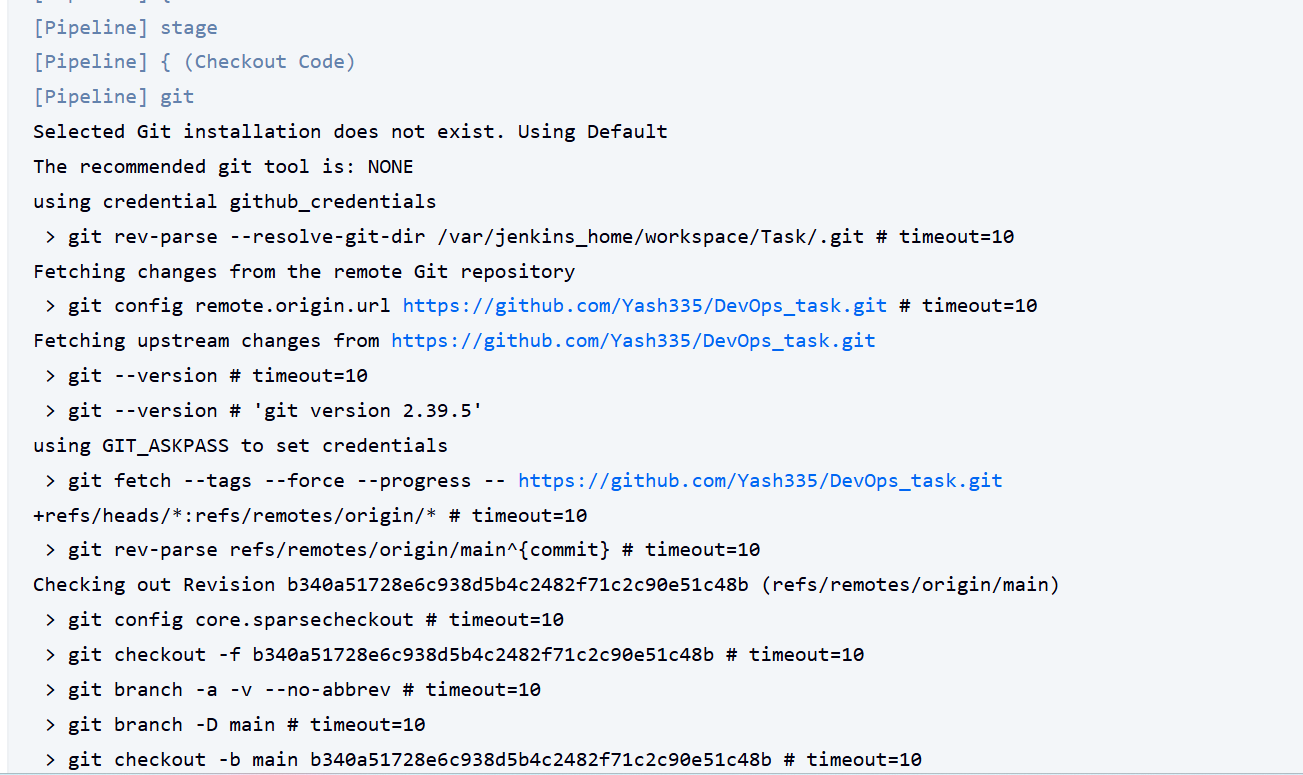 [Pipeline] {
[Pipeline] stage
[Pipeline] { (Checkout Code)
[Pipeline] git
Selected Git installation does not exist. Using Default
The recommended git tool is: NONE
using credential github_credentials
 > git rev-parse --resolve-git-dir /var/jenkins_home/workspace/Task/.git # timeout=10
Fetching changes from the remote Git repository
 > git config remote.origin.url https://github.com/Yash335/DevOps_task.git # timeout=10
Fetching upstream changes from https://github.com/Yash335/DevOps_task.git
 > git --version # timeout=10
 > git --version # 'git version 2.39.5'
using GIT_ASKPASS to set credentials
 > git fetch --tags --force --progress -- https://github.com/Yash335/DevOps_task.git
+refs/heads/*:refs/remotes/origin/* # timeout=10
 > git rev-parse refs/remotes/origin/main^{commit} # timeout=10
Checking out Revision b340a51728e6c938d5b4c2482f71c2c90e51c48b (refs/remotes/origin/main)
 > git config core.sparsecheckout # timeout=10
 > git checkout -f b340a51728e6c938d5b4c2482f71c2c90e51c48b # timeout=10
 > git branch -a -v --no-abbrev # timeout=10
 > git branch -D main # timeout=10
 > git checkout -b main b340a51728e6c938d5b4c2482f71c2c90e51c48b # timeout=10